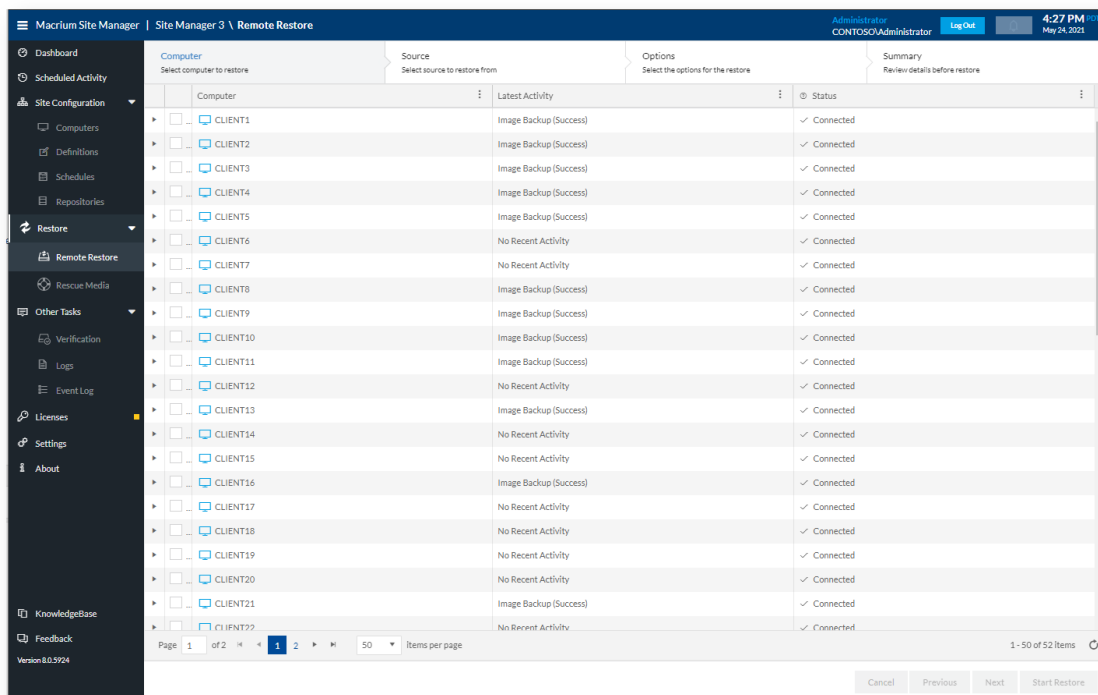 Macrium Site Manager | Site Manager 3 \ Remote Restore
Administrator
CONTOSO\Administrator
Log Out
4:27 PM PDT
May 24, 2021
Dashboard
Scheduled Activity
Site Configuration
Computers
Definitions
Schedules
Repositories
Restore
Remote Restore
Rescue Media
Other Tasks
Verification
Logs
Event Log
Licenses
Settings
About
KnowledgeBase
Feedback
Version 8.0.5924
Computer
Select computer to restore
Source
Select source to restore from
Options
Select the options for the restore
Summary
Review details before restore
Computer Latest Activity Status
CLIENT1 Image Backup (Success) Connected
CLIENT2 Image Backup (Success) Connected
CLIENT3 Image Backup (Success) Connected
CLIENT4 Image Backup (Success) Connected
CLIENT5 Image Backup (Success) Connected
CLIENT6 No Recent Activity Connected
CLIENT7 No Recent Activity Connected
CLIENT8 Image Backup (Success) Connected
CLIENT9 Image Backup (Success) Connected
CLIENT10 Image Backup (Success) Connected
CLIENT11 Image Backup (Success) Connected
CLIENT12 No Recent Activity Connected
CLIENT13 Image Backup (Success) Connected
CLIENT14 No Recent Activity Connected
CLIENT15 No Recent Activity Connected
CLIENT16 Image Backup (Success) Connected
CLIENT17 No Recent Activity Connected
CLIENT18 No Recent Activity Connected
CLIENT19 No Recent Activity Connected
CLIENT20 No Recent Activity Connected
CLIENT21 Image Backup (Success) Connected
CLIENT22 No Recent Activity Connected
Page 1 of 2 1 2 50 items per page 1 - 50 of 52 items
Cancel Previous Next Start Restore